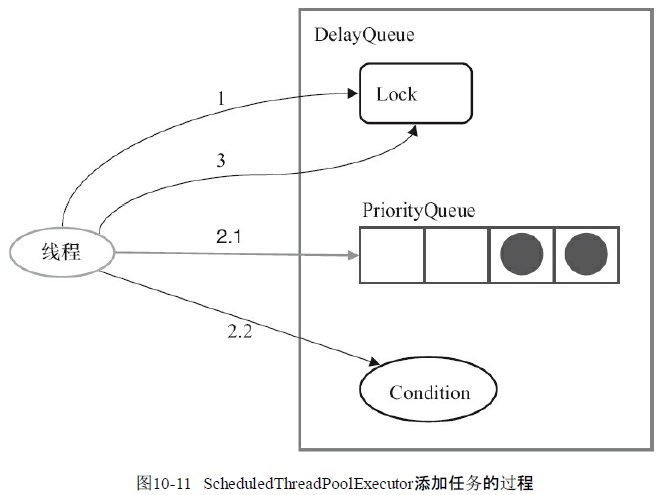 DelayQueue
1
Lock
3
PriorityQueue
线程
2.1
2.2
Condition
图10-11 ScheduledThreadPoolExecutor添加任务的过程